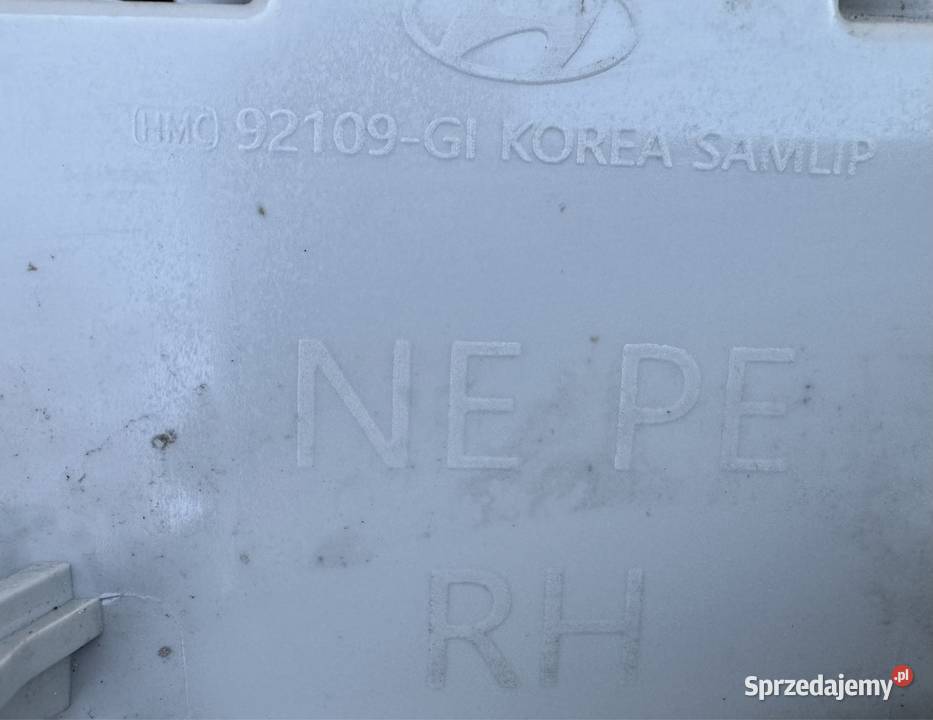 (HMC) 92109-GI KOREA SAMLIP
NE PE
RH
Sprzedajemy.pl